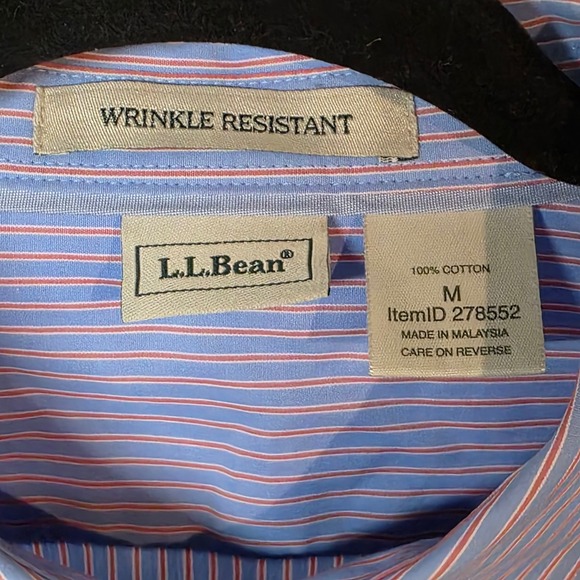 WRINKLE RESISTANT
L.L.Bean®
100% COTTON
M
ItemID 278552
MADE IN MALAYSIA
CARE ON REVERSE